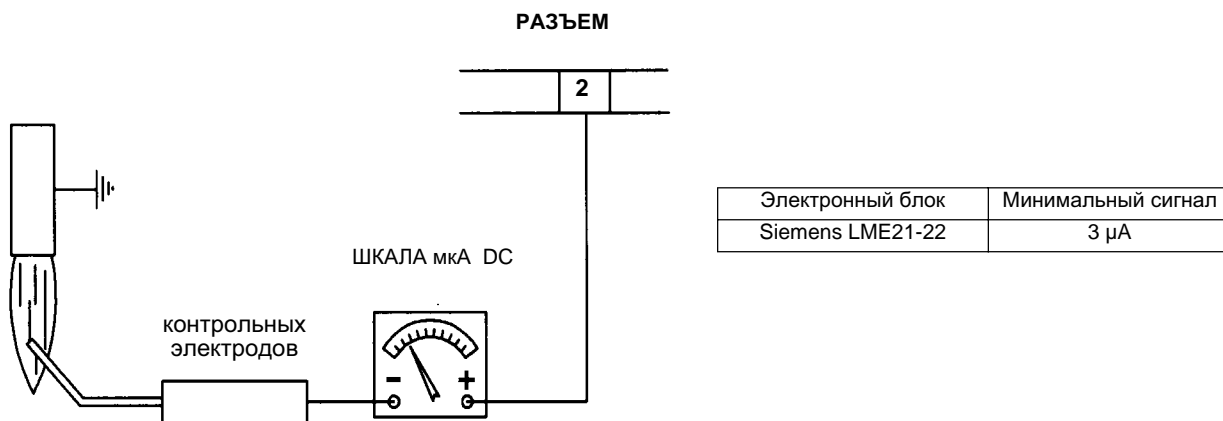 РАЗЪЕМ
2
Электронный блок Минимальный сигнал
Siemens LME21-22 3 µA
ШКАЛА мкА DC
контрольных
электродов
- +